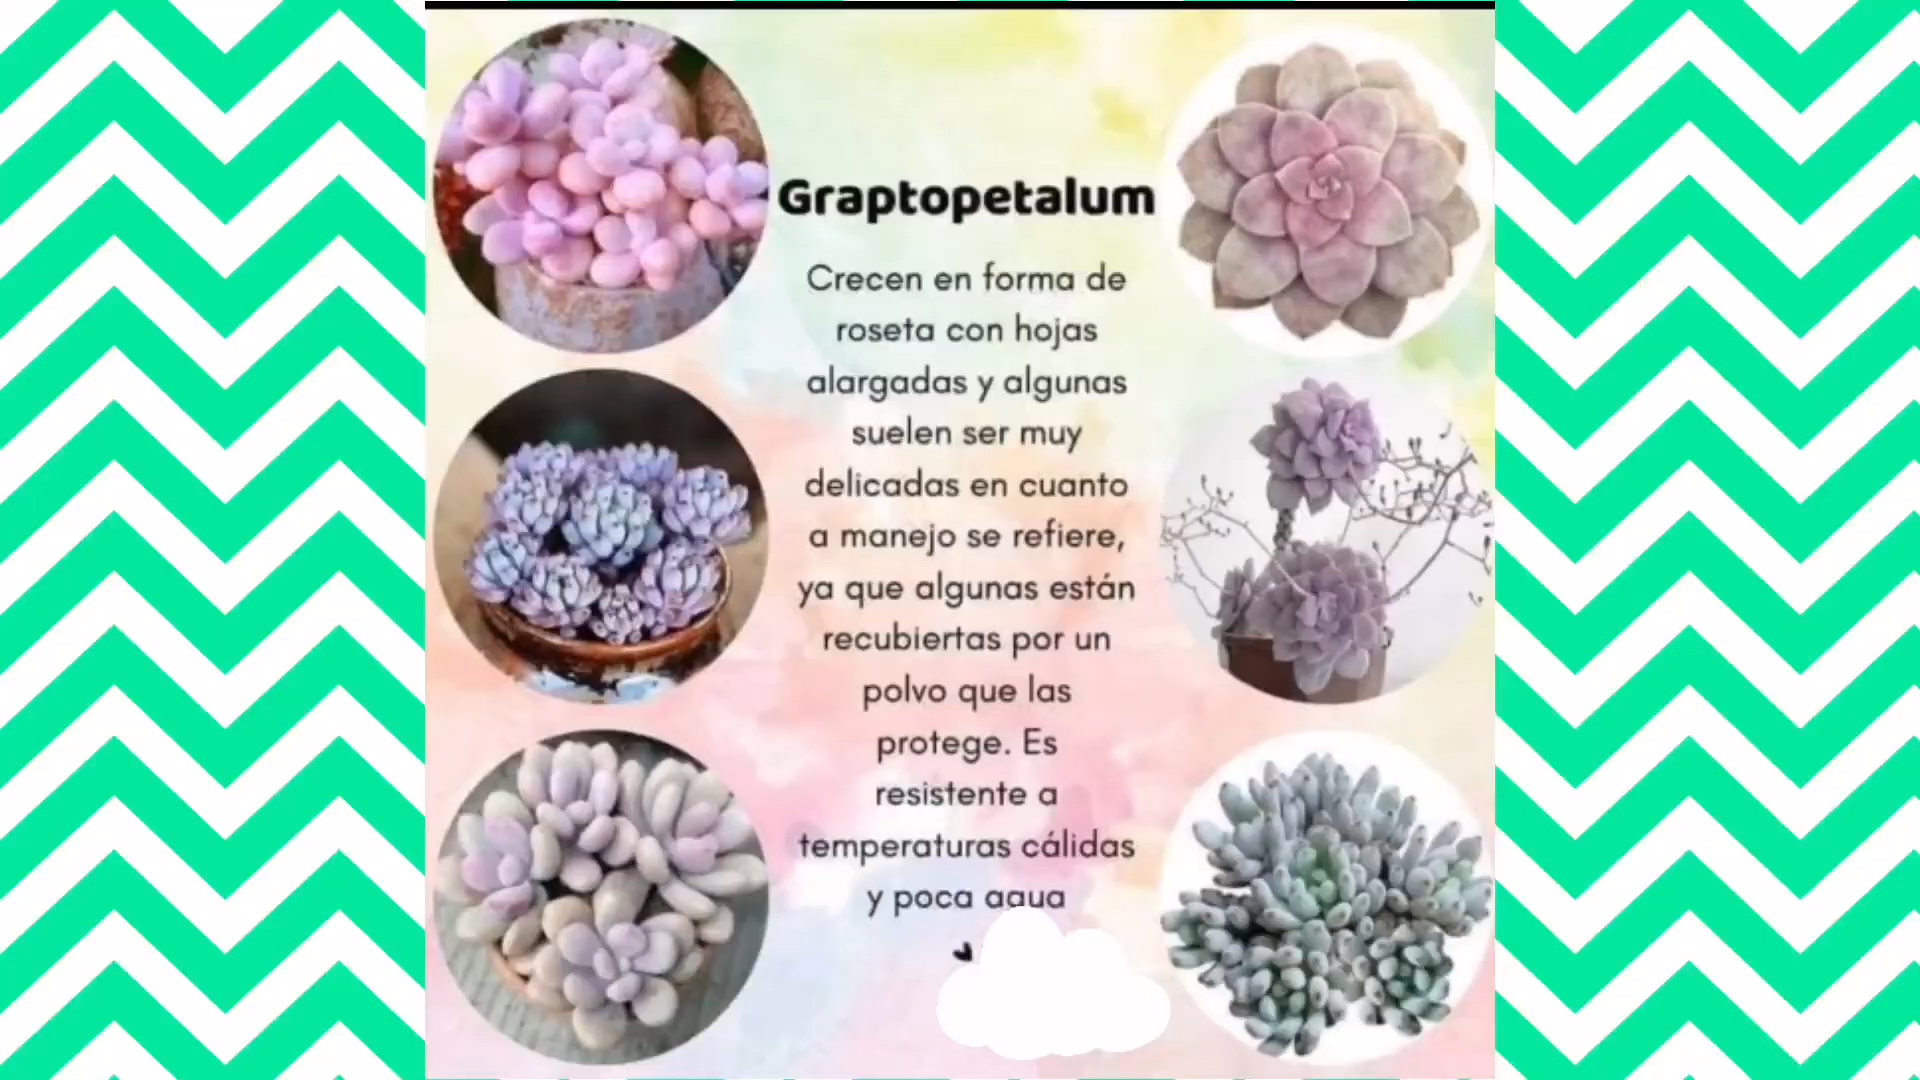 Graptopetalum
Crecen en forma de
roseta con hojas
alargadas y algunas
suelen ser muy
delicadas en cuanto
a manejo se refiere,
ya que algunas están
recubiertas por un
polvo que las
protege. Es
resistente a
temperaturas cálidas
y poca agua